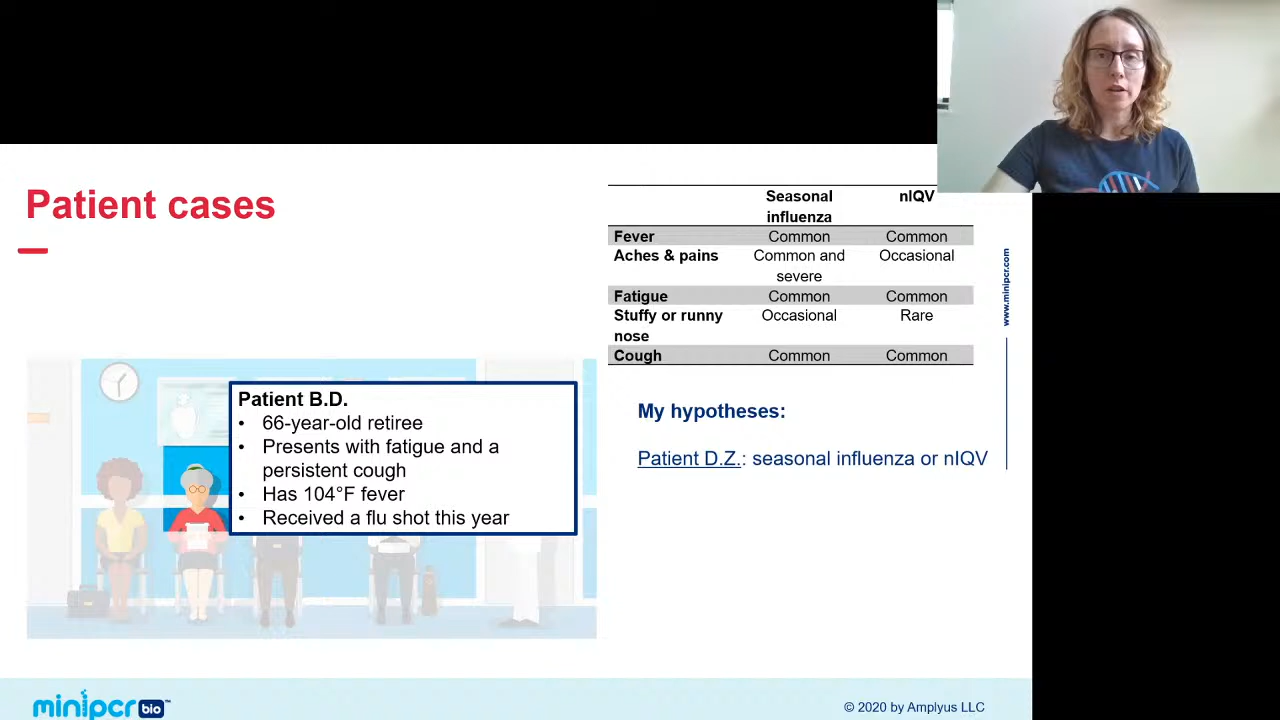 Patient cases
Seasonal nIQV
influenza
Fever Common Common
Aches & pains Common and Occasional
severe
Fatigue Common Common
Stuffy or runny Occasional Rare
nose
Cough Common Common
www.minipcr.com
Patient B.D.
• 66-year-old retiree
• Presents with fatigue and a
persistent cough
• Has 104°F fever
• Received a flu shot this year
My hypotheses:
Patient D.Z.: seasonal influenza or nIQV
minipcr bio™
© 2020 by Amplyus LLC